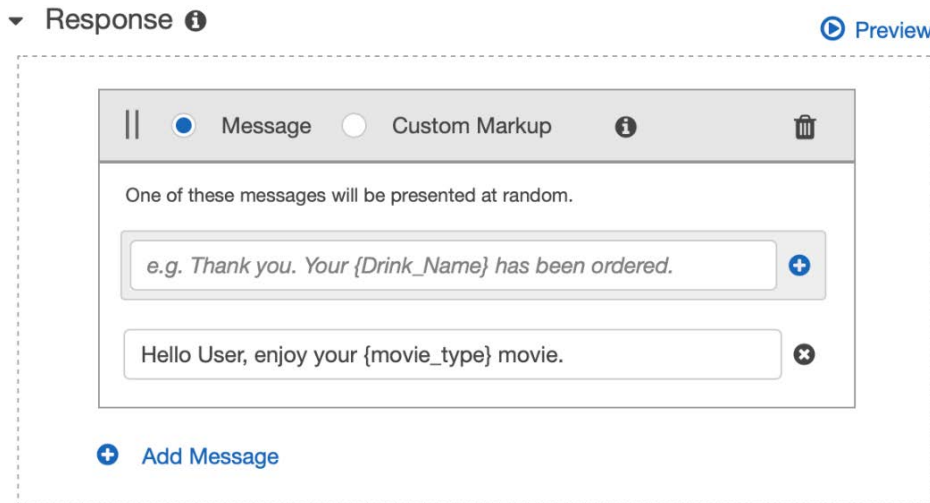 Response
Preview
Message Custom Markup
One of these messages will be presented at random.
e.g. Thank you. Your {Drink_Name} has been ordered.
Hello User, enjoy your {movie_type} movie.
Add Message